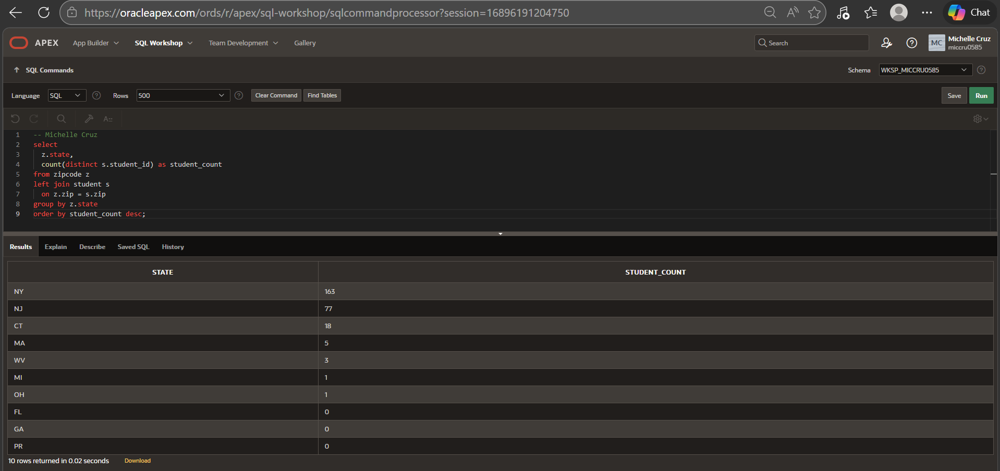 https://oracleapex.com/ords/r/apex/sql-workshop/sqlcommandprocessor?session=16896191204750
Chat
APEX App Builder SQL Workshop Team Development Gallery Search MC Michelle Cruz
miccru0585
SQL Commands Schema WKSP_MICCRU0585
Language SQL Rows 500 Clear Command Find Tables Save Run
1 -- Michelle Cruz
2 select
3 z.state,
4 count(distinct s.student_id) as student_count
5 from zipcode z
6 left join student s
7 on z.zip = s.zip
8 group by z.state
9 order by student_count desc;
Results Explain Describe Saved SQL History
STATE STUDENT_COUNT
NY 163
NJ 77
CT 18
MA 5
WV 3
MI 1
OH 1
FL 0
GA 0
PR 0
10 rows returned in 0.02 seconds Download